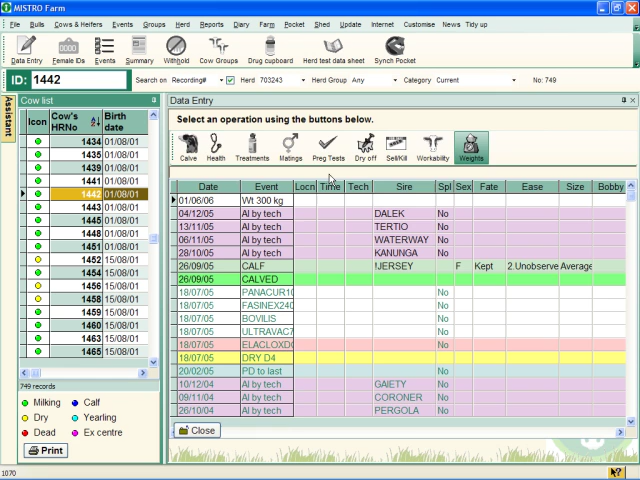 MISTRO Farm
File Bulls Cows & Heifers Events Groups Herd Reports Diary Farm Pocket Shed Update Internet Customise News Tidy up
Data Entry Female IDs Events Summary Withhold Cow Groups Drug cupboard Herd test data sheet Synch Pocket
ID: 1442 Search on Recording# Herd 703243 Herd Group Any Category Current No: 749
Assistant
Cow list
Icon Cow's HRNo Birth date
1434 01/08/01
1435 01/08/01
1439 01/08/01
1441 01/08/01
1442 01/08/01
1443 01/08/01
1445 01/08/01
1448 01/08/01
1451 01/08/01
1452 15/08/01
1454 15/08/01
1456 15/08/01
1458 15/08/01
1459 15/08/01
1460 15/08/01
1463 15/08/01
1465 15/08/01
749 records
Milking Calf
Dry Yearling
Dead Ex centre
Print
Data Entry
Select an operation using the buttons below.
Calve Health Treatments Matings Preg Tests Dry off Sell/Kill Workability Weights
Date Event Locn Time Tech Sire Spl Sex Fate Ease Size Bobby
01/06/06 Wt 300 kg
04/12/05 AI by tech DALEK No
13/11/05 AI by tech TERTIO No
06/11/05 AI by tech WATERWAY No
28/10/05 AI by tech KANUNGA No
26/09/05 CALF !JERSEY F Kept 2.Unobserve Average
26/09/05 CALVED
18/07/05 PANACUR10 No
18/07/05 FASINEX240 No
18/07/05 BOVILIS No
18/07/05 ULTRAVAC7 No
18/07/05 ELACLOXDC No
18/07/05 DRY D4
20/02/05 PD to last No
10/12/04 AI by tech GAIETY No
09/11/04 AI by tech CORONER No
26/10/04 AI by tech PERGOLA No
Close
1070